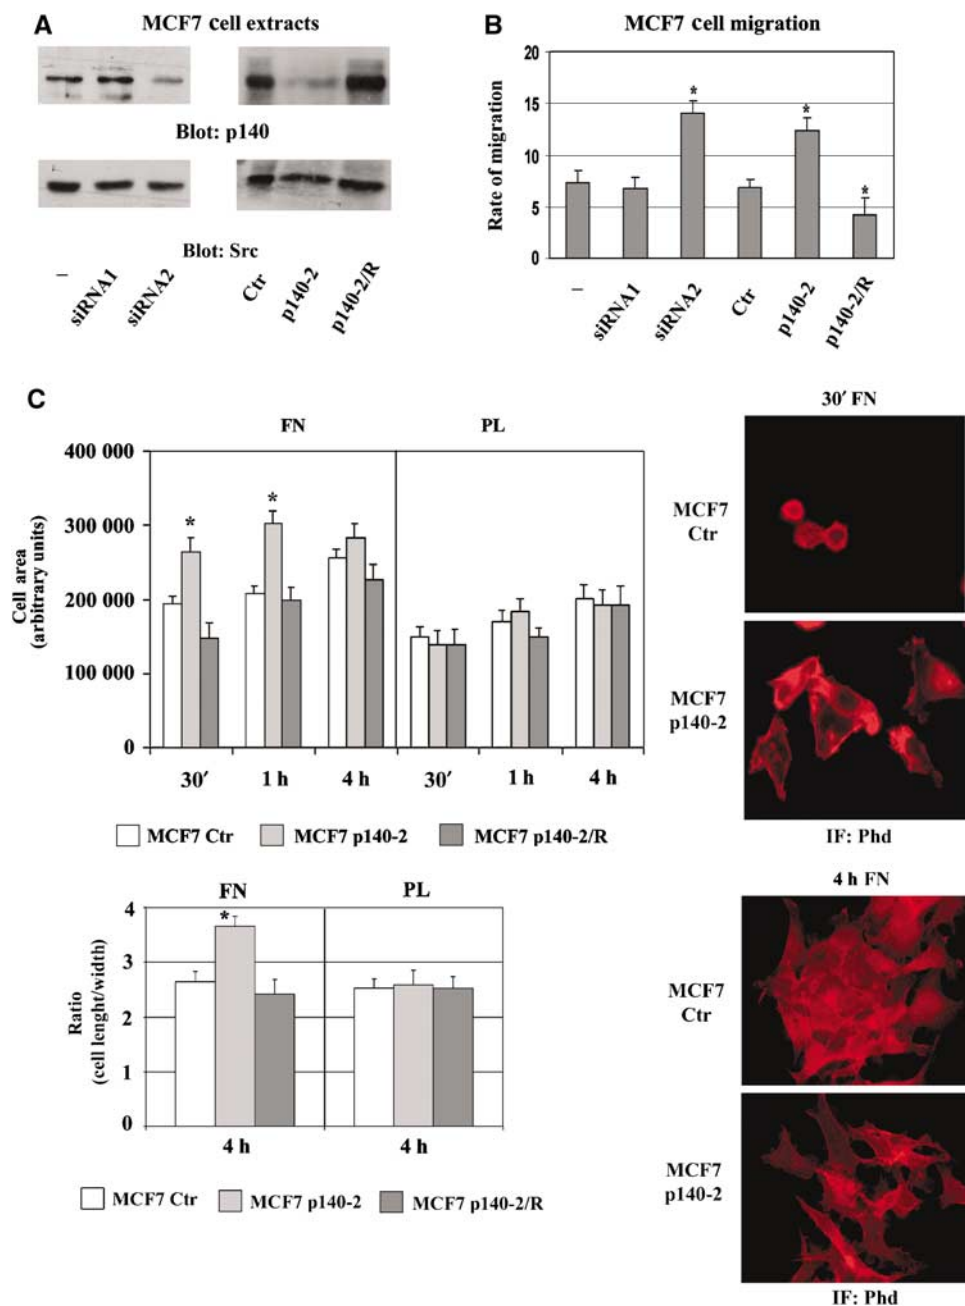 A
MCF7 cell extracts
Blot: p140
Blot: Src
– siRNA1 siRNA2 Ctr p140-2 p140-2/R
B
MCF7 cell migration
Rate of migration
20
15
10
5
0
* * *
– siRNA1 siRNA2 Ctr p140-2 p140-2/R
C
FN PL
Cell area
(arbitrary units)
400 000
300 000
200 000
100 000
0
* *
30′ 1 h 4 h 30′ 1 h 4 h
MCF7 Ctr MCF7 p140-2 MCF7 p140-2/R
FN PL
Ratio
(cell lenght/width)
4
3
2
1
0
*
4 h 4 h
MCF7 Ctr MCF7 p140-2 MCF7 p140-2/R
30′ FN
MCF7
Ctr
MCF7
p140-2
IF: Phd
4 h FN
MCF7
Ctr
MCF7
p140-2
IF: Phd